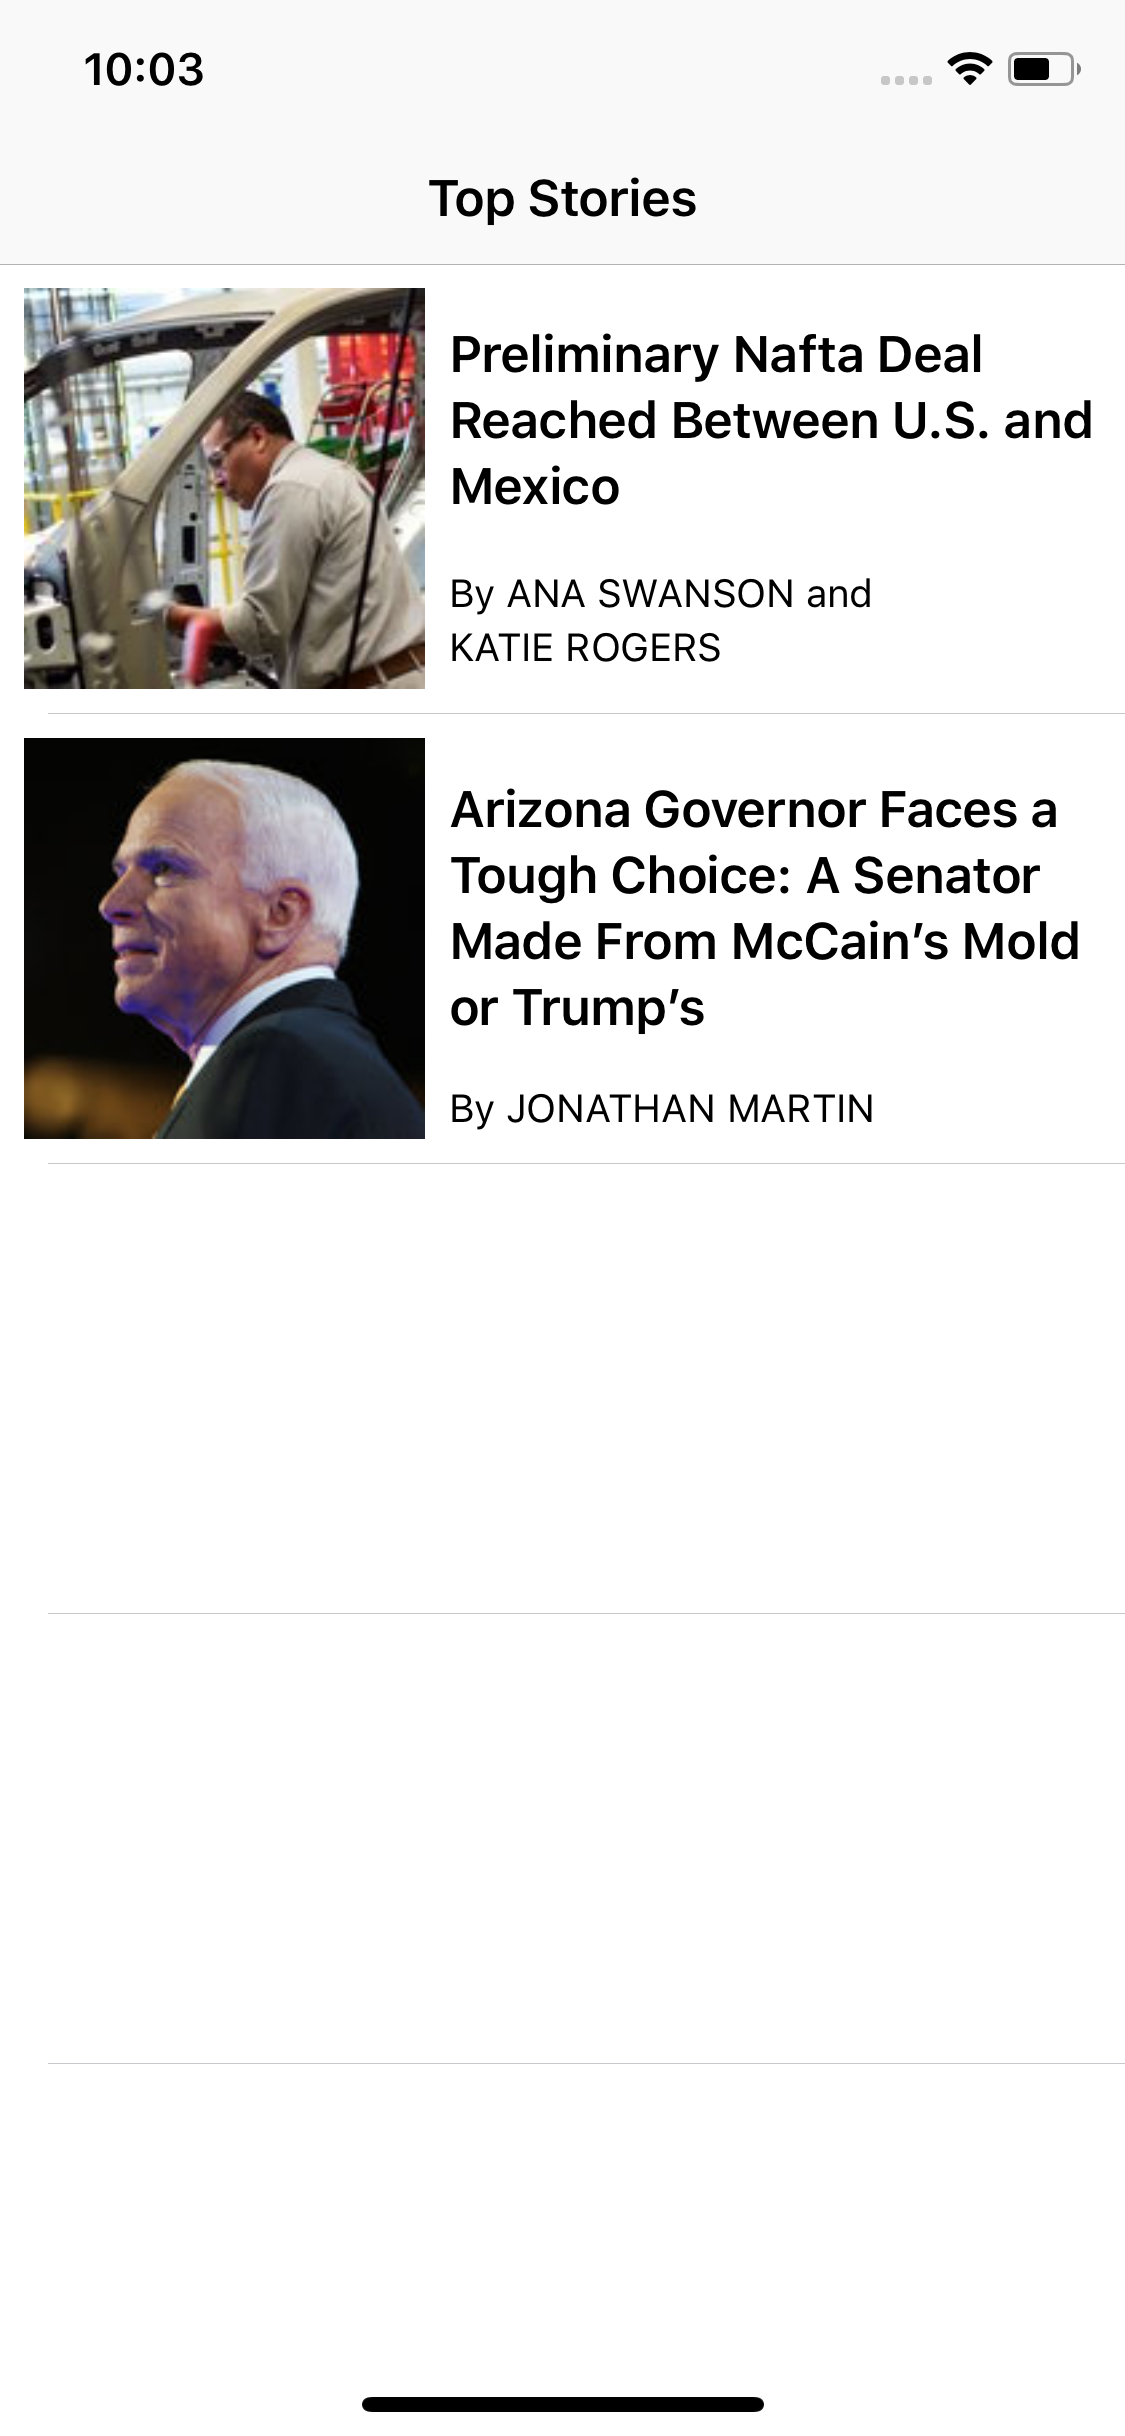 10:03
Top Stories
Preliminary Nafta Deal
Reached Between U.S. and
Mexico
By ANA SWANSON and
KATIE ROGERS
Arizona Governor Faces a
Tough Choice: A Senator
Made From McCain’s Mold
or Trump’s
By JONATHAN MARTIN